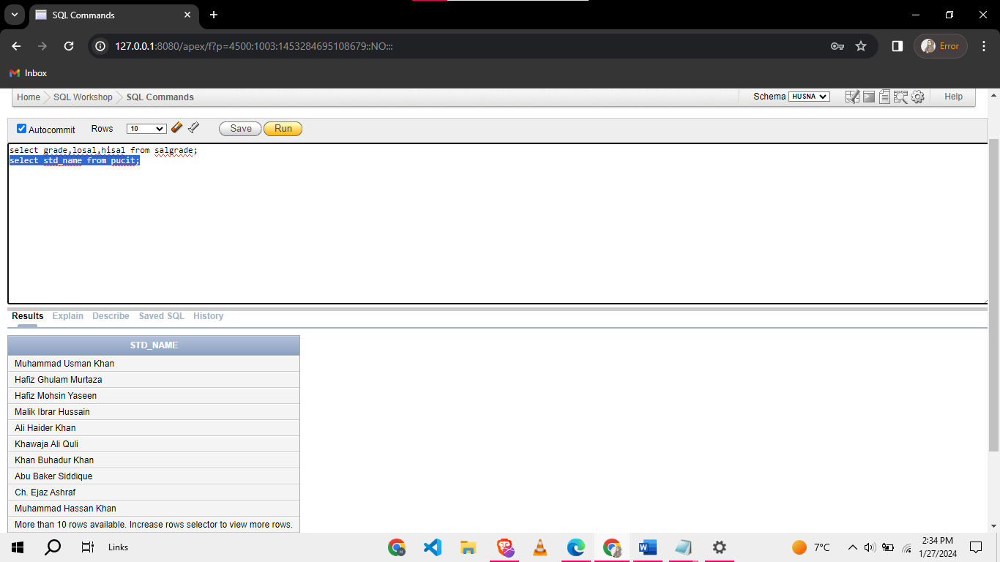 SQL Commands
127.0.0.1:8080/apex/f?p=4500:1003:1453284695108679::NO:::
Error
Inbox
Home SQL Workshop SQL Commands
Schema HUSNA
Help
Autocommit Rows 10 Save Run
select grade,losal,hisal from salgrade;
select std_name from pucit;
Results Explain Describe Saved SQL History
STD_NAME
Muhammad Usman Khan
Hafiz Ghulam Murtaza
Hafiz Mohsin Yaseen
Malik Ibrar Hussain
Ali Haider Khan
Khawaja Ali Quli
Khan Buhadur Khan
Abu Baker Siddique
Ch. Ejaz Ashraf
Muhammad Hassan Khan
More than 10 rows available. Increase rows selector to view more rows.
Links
7°C
2:34 PM
1/27/2024